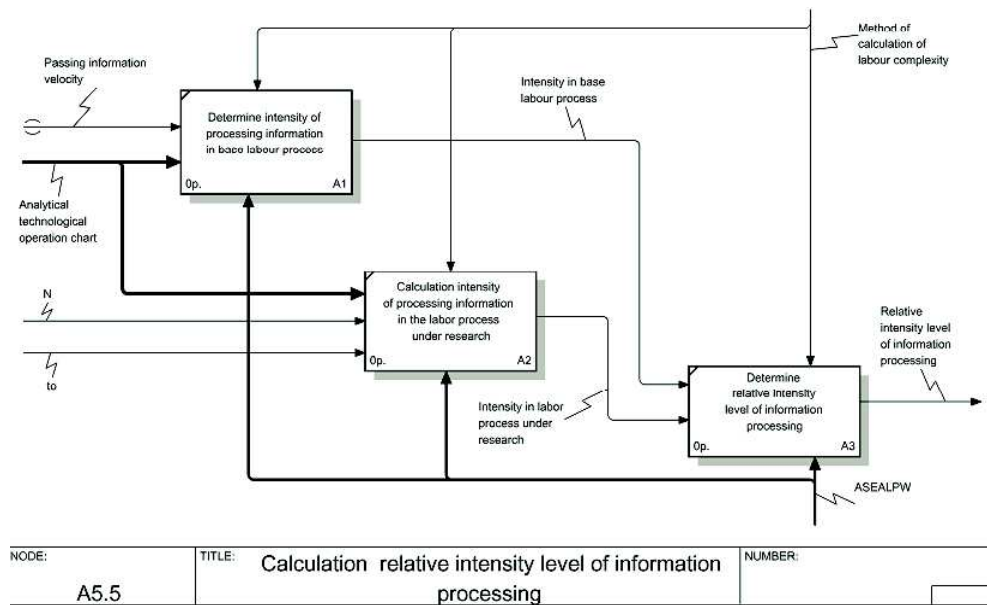 Method of
calculation of
labour complexity
Passing information
velocity
Intensity in base
labour process
Determine intensity of
processing information
in base labour process
0p.
A1
Analytical
technological
operation chart
Calculation intensity
of processing information
in the labor process
under research
0p.
A2
N
to
Relative
intensity level
of information
processing
Determine
relative intensity
level of information
processing
0p.
A3
Intensity in labor
process under
research
ASEALPW
NODE:
A5.5
TITLE:
Calculation relative intensity level of information
processing
NUMBER: